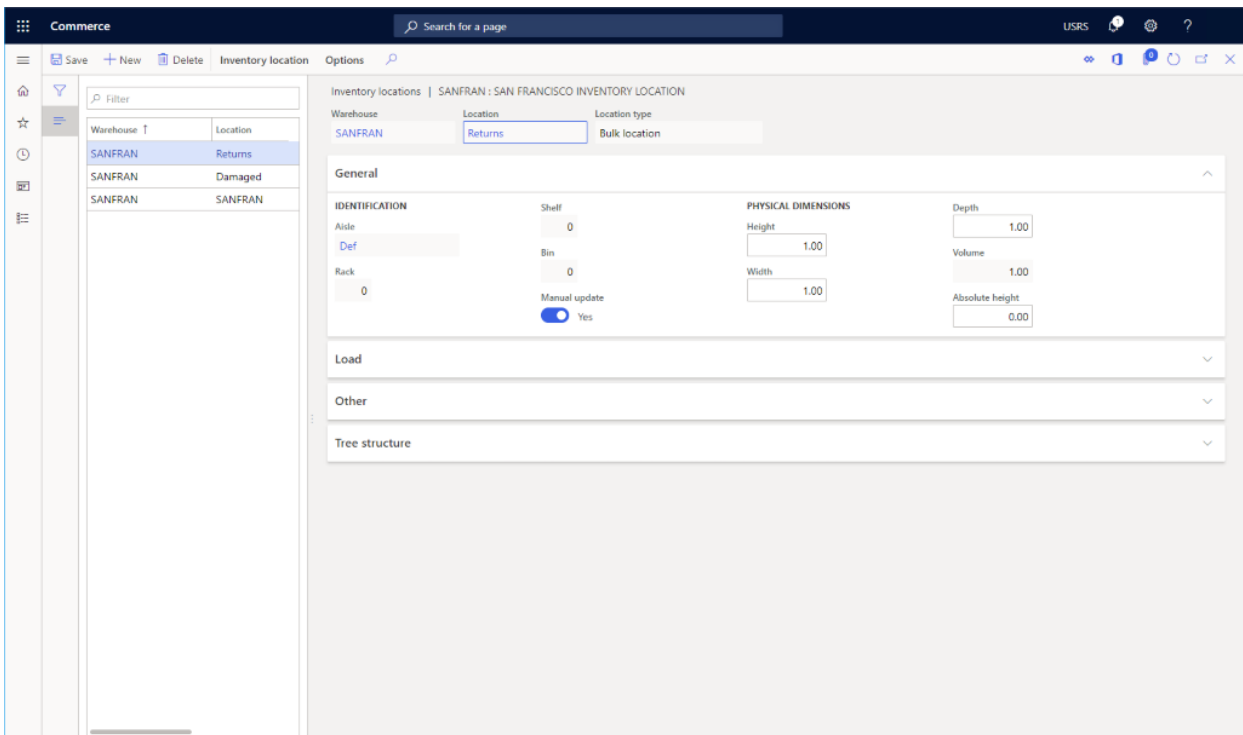 Commerce
Search for a page
USRS
1
?
Save
New
Delete
Inventory location
Options
0
Filter
Warehouse ↑ Location
SANFRAN Returns
SANFRAN Damaged
SANFRAN SANFRAN
Inventory locations | SANFRAN : SAN FRANCISCO INVENTORY LOCATION
Warehouse Location Location type
SANFRAN Returns Bulk location
General
IDENTIFICATION
Aisle
Def
Rack
0
Shelf
0
Bin
0
Manual update
Yes
PHYSICAL DIMENSIONS
Height
1.00
Width
1.00
Depth
1.00
Volume
1.00
Absolute height
0.00
Load
Other
Tree structure